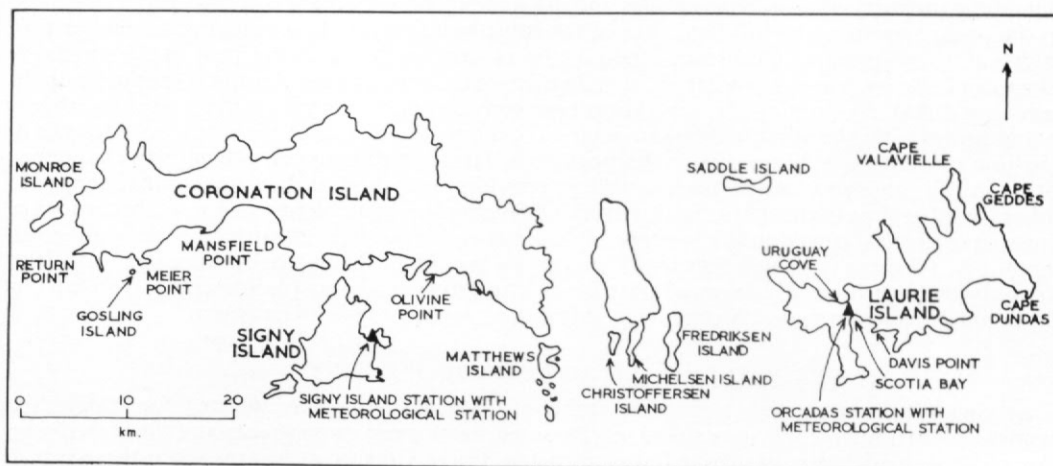 N
CAPE
VALAVIELLE
SADDLE ISLAND
MONROE
ISLAND
CAPE
GEDDES
CORONATION ISLAND
MANSFIELD
POINT
URUGUAY
COVE
RETURN
POINT
MEIER
POINT
GOSLING
ISLAND
OLIVINE
POINT
LAURIE
ISLAND
CAPE
DUNDAS
SIGNY
ISLAND
FREDRIKSEN
ISLAND
MATTHEWS
ISLAND
DAVIS POINT
MICHELSEN ISLAND
SCOTIA BAY
CHRISTOFFERSEN
ISLAND
SIGNY ISLAND STATION WITH
METEOROLOGICAL STATION
ORCADAS STATION WITH
METEOROLOGICAL STATION
0 10 20
km.